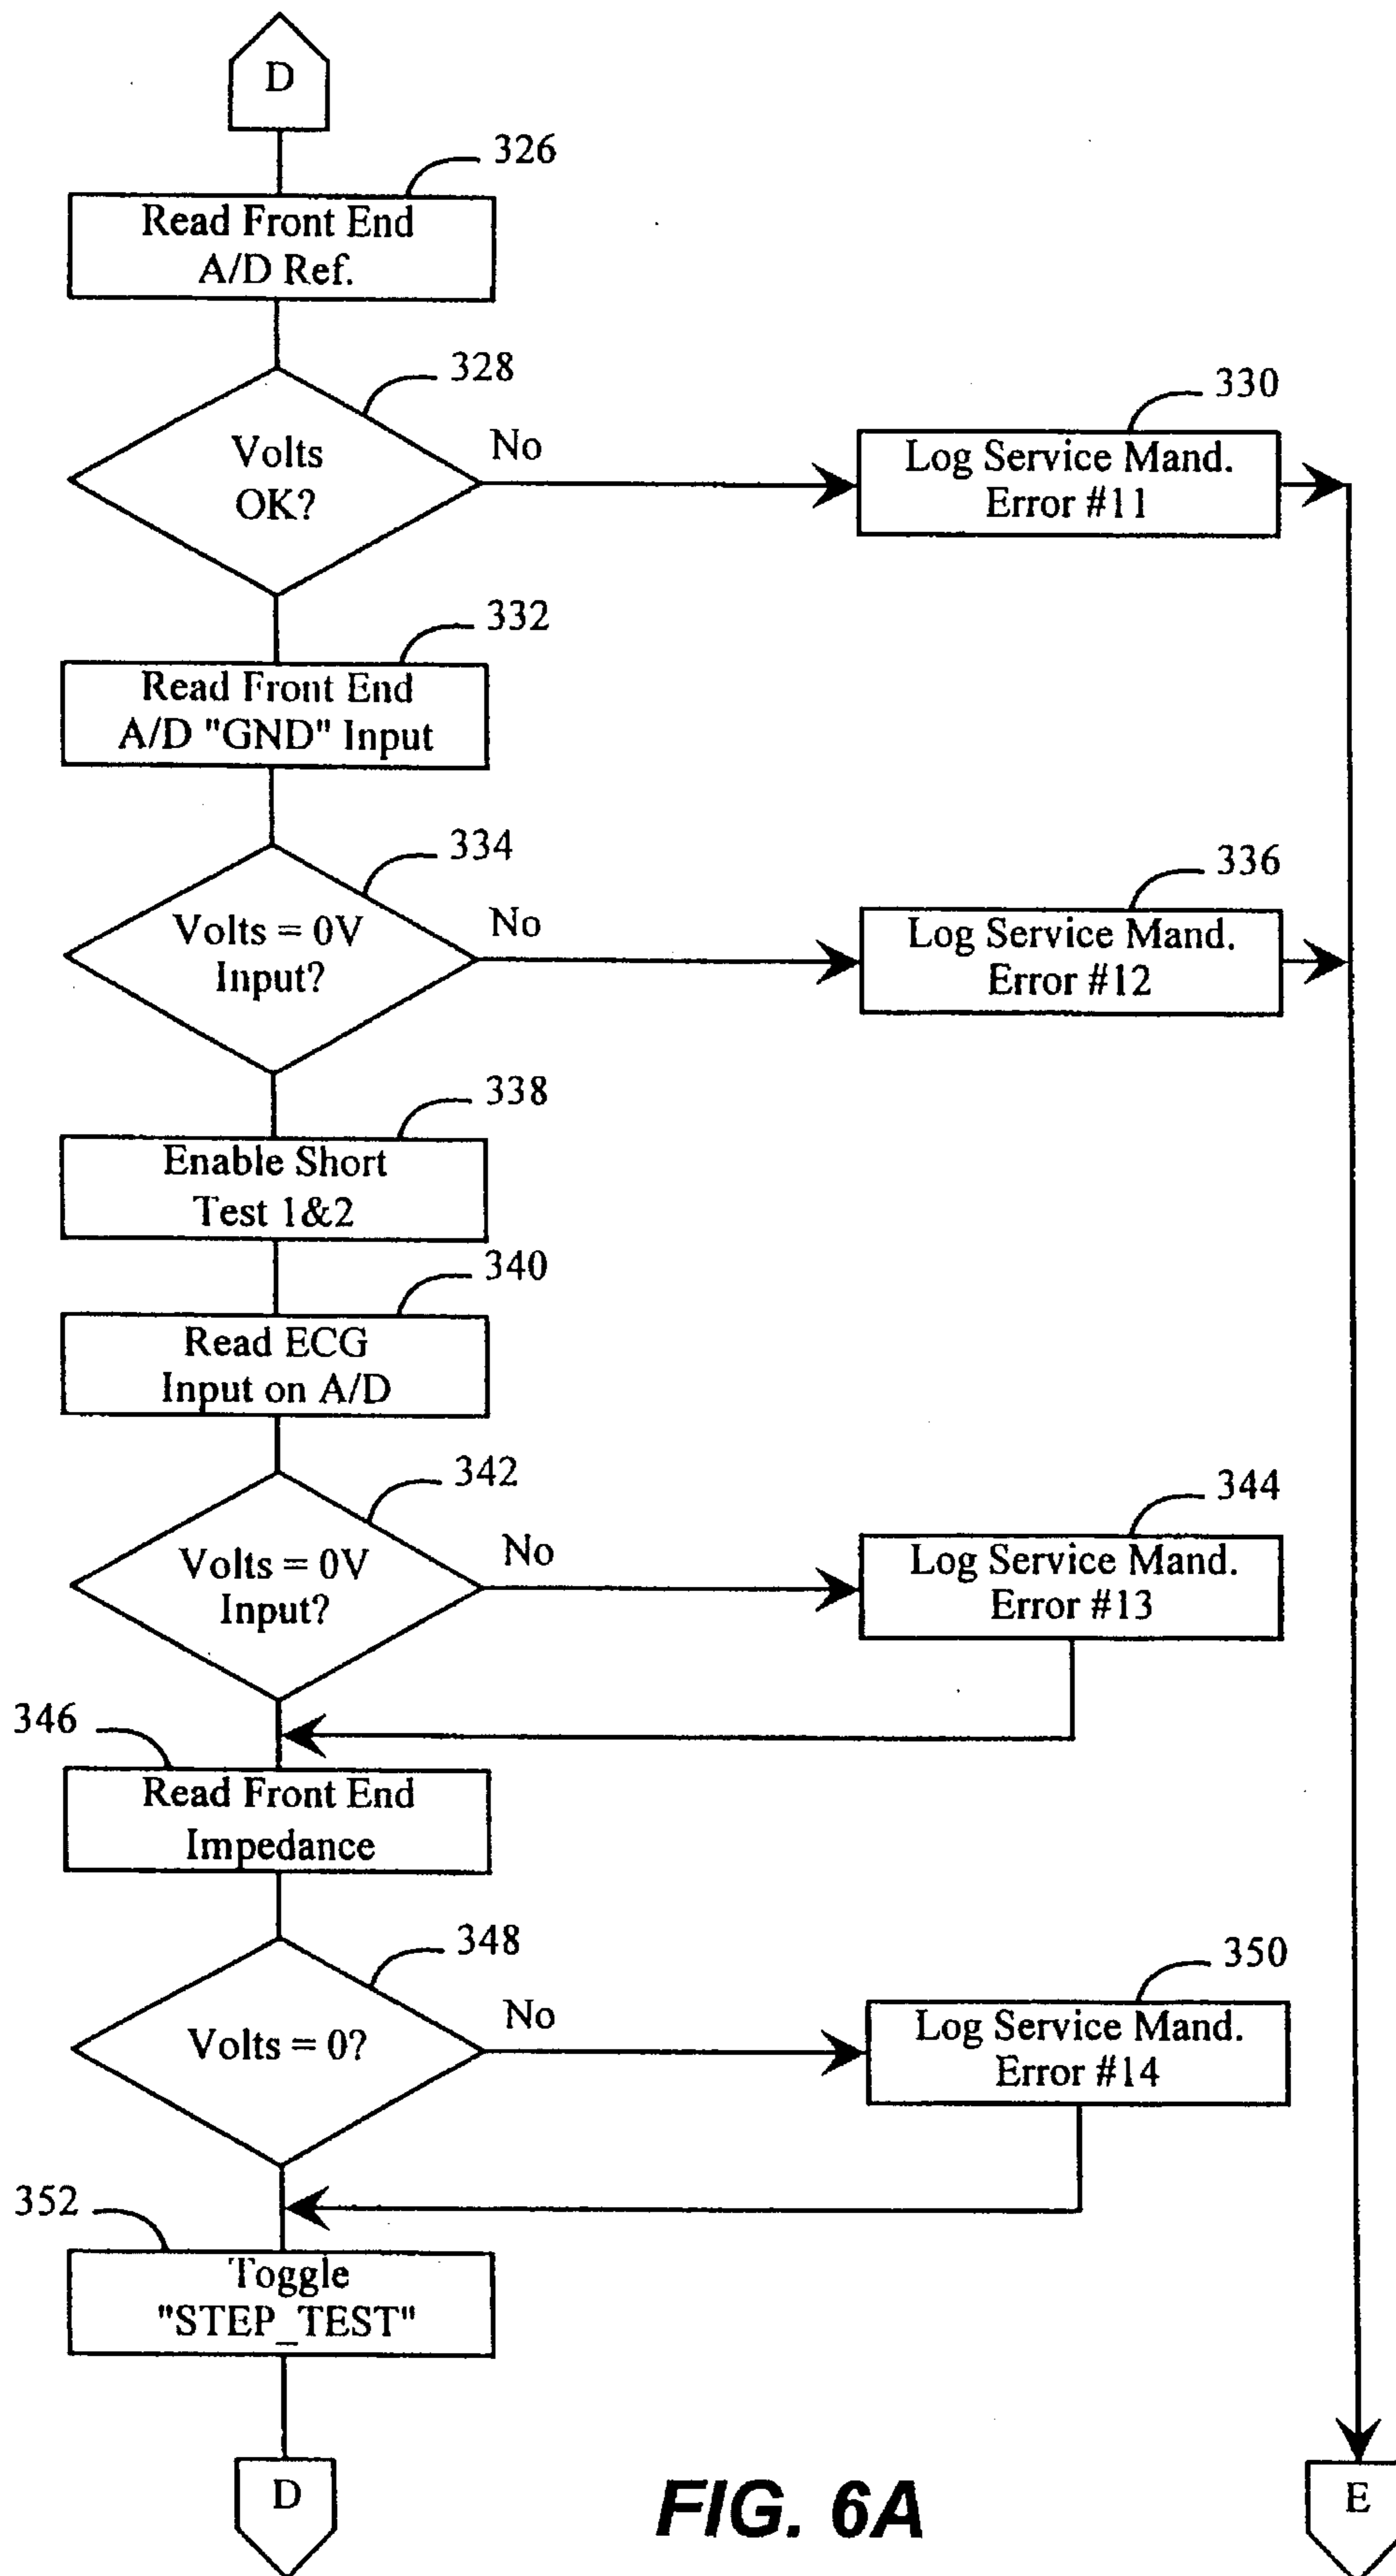 D
326
Read Front End
A/D Ref.
328
Volts
OK?
No
330
Log Service Mand.
Error #11
332
Read Front End
A/D "GND" Input
334
Volts = 0V
Input?
No
336
Log Service Mand.
Error #12
338
Enable Short
Test 1&2
340
Read ECG
Input on A/D
342
Volts = 0V
Input?
No
344
Log Service Mand.
Error #13
346
Read Front End
Impedance
348
Volts = 0?
No
350
Log Service Mand.
Error #14
352
Toggle
"STEP_TEST"
D
E
FIG. 6A